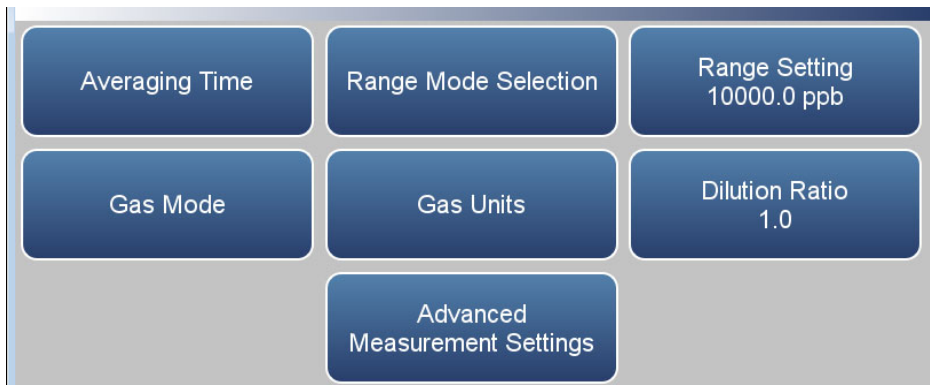 Averaging Time
Range Mode Selection
Range Setting
10000.0 ppb
Gas Mode
Gas Units
Dilution Ratio
1.0
Advanced
Measurement Settings